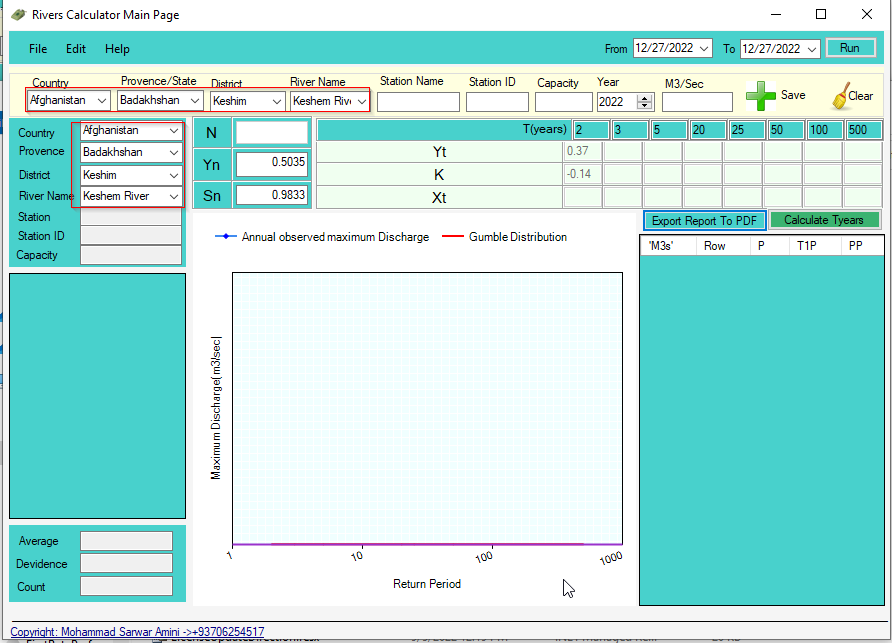 Rivers Calculator Main Page
File Edit Help From 12/27/2022 To 12/27/2022 Run
Country Provence/State District River Name Station Name Station ID Capacity Year M3/Sec
Afghanistan Badakhshan Keshim Keshem Riv 2022 Save Clear
Country Afghanistan
Provence Badakhshan
District Keshim
River Name Keshem River
Station
Station ID
Capacity
N
Yn 0.5035
Sn 0.9833
T(years) 2 3 5 20 25 50 100 500
Yt 0.37
K -0.14
Xt
Export Report To PDF Calculate Tyears
Annual observed maximum Discharge Gumble Distribution
'M3s' Row P T1P PP
Maximum Discharge( m3/sec)
1 10 100 1000
Return Period
Average
Devidence
Count
Copyright: Mohammad Sarwar Amini ->+93706254517